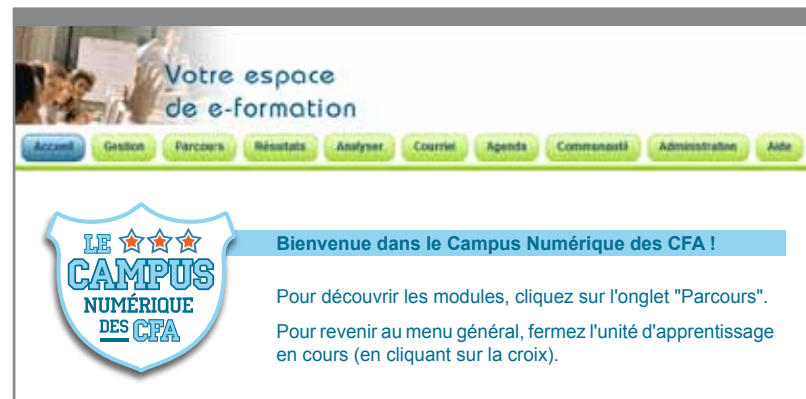 Votre espace
de e-formation
Accueil Gestion Parcours Résultats Analyser Courriel Agenda Communauté Administration Aide
LE
CAMPUS
NUMÉRIQUE
DES CFA
Bienvenue dans le Campus Numérique des CFA !
Pour découvrir les modules, cliquez sur l'onglet "Parcours".
Pour revenir au menu général, fermez l'unité d'apprentissage
en cours (en cliquant sur la croix).